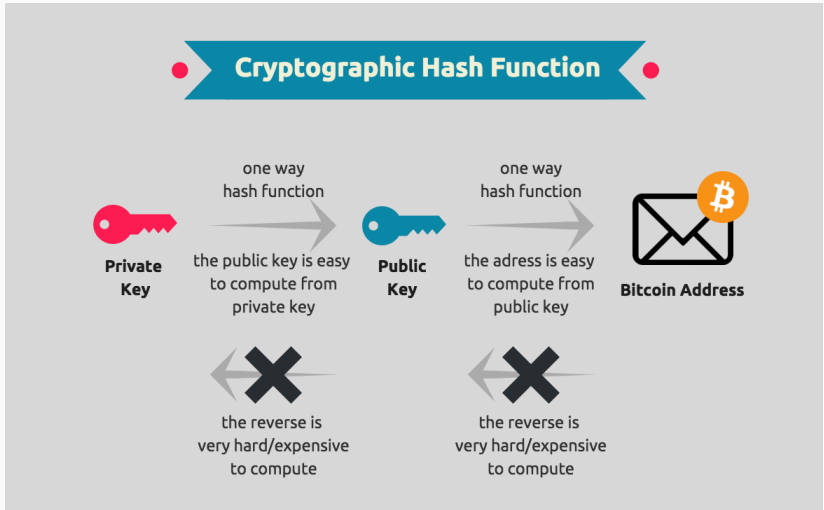 Cryptographic Hash Function
one way
hash function
one way
hash function
Private
Key
the public key is easy
to compute from
private key
Public
Key
the adress is easy
to compute from
public key
Bitcoin Address
the reverse is
very hard/expensive
to compute
the reverse is
very hard/expensive
to compute